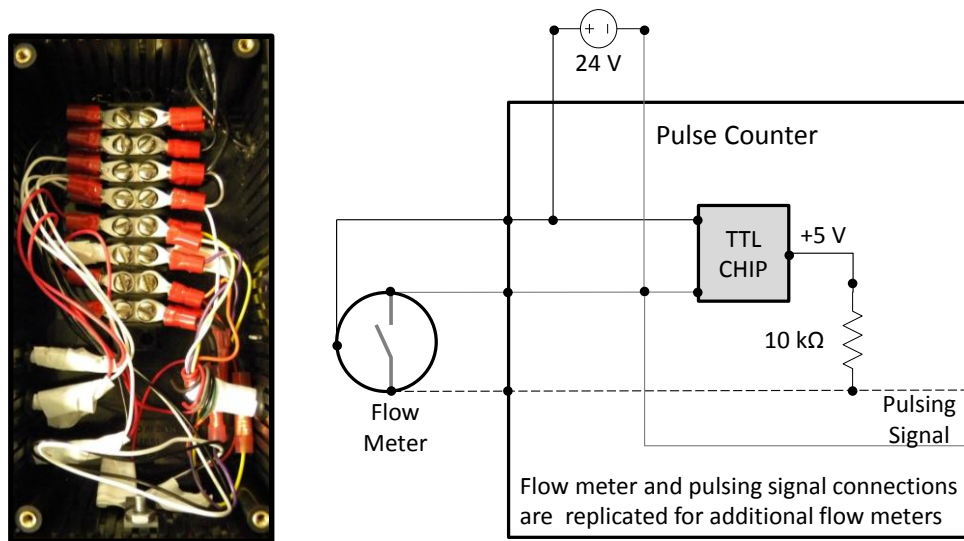 24 V
Pulse Counter
TTL
CHIP
+5 V
10 kΩ
Flow
Meter
Pulsing
Signal
Flow meter and pulsing signal connections
are replicated for additional flow meters